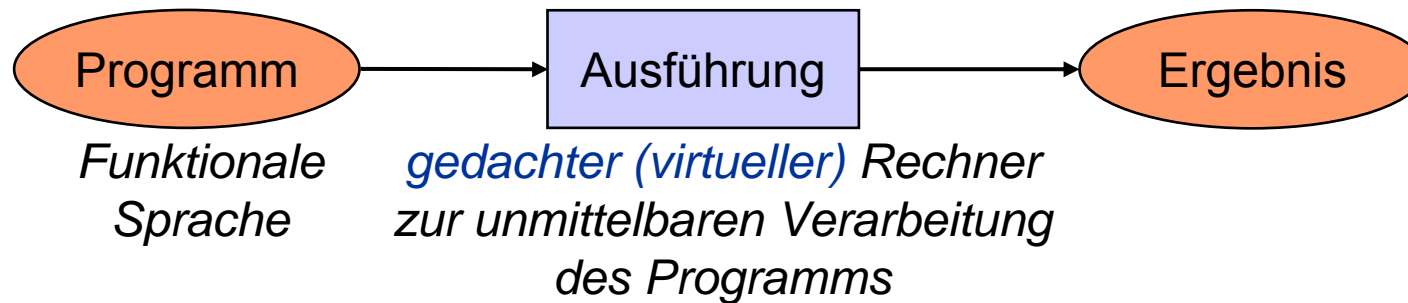 Programm
Ausführung
Ergebnis
Funktionale
Sprache
gedachter (virtueller) Rechner
zur unmittelbaren Verarbeitung
des Programms